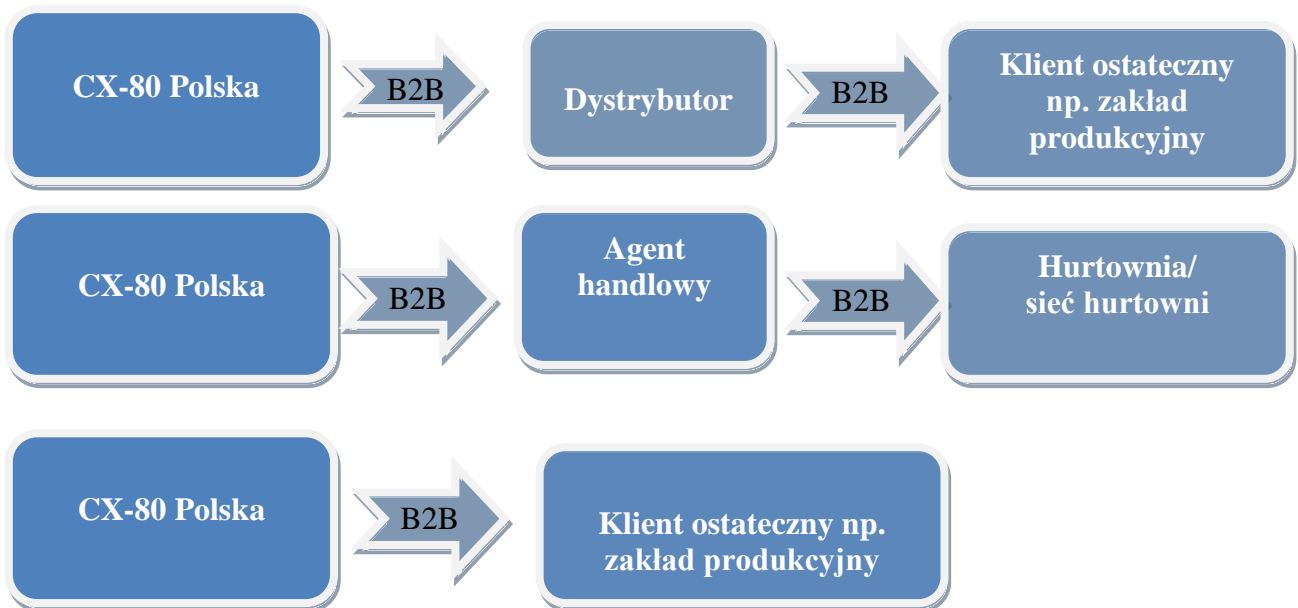 CX-80 Polska
B2B
Dystrybutor
B2B
Klient ostateczny
np. zakład
produkcyjny
CX-80 Polska
B2B
Agent
handlowy
B2B
Hurtownia/
sieć hurtowni
CX-80 Polska
B2B
Klient ostateczny np.
zakład produkcyjny